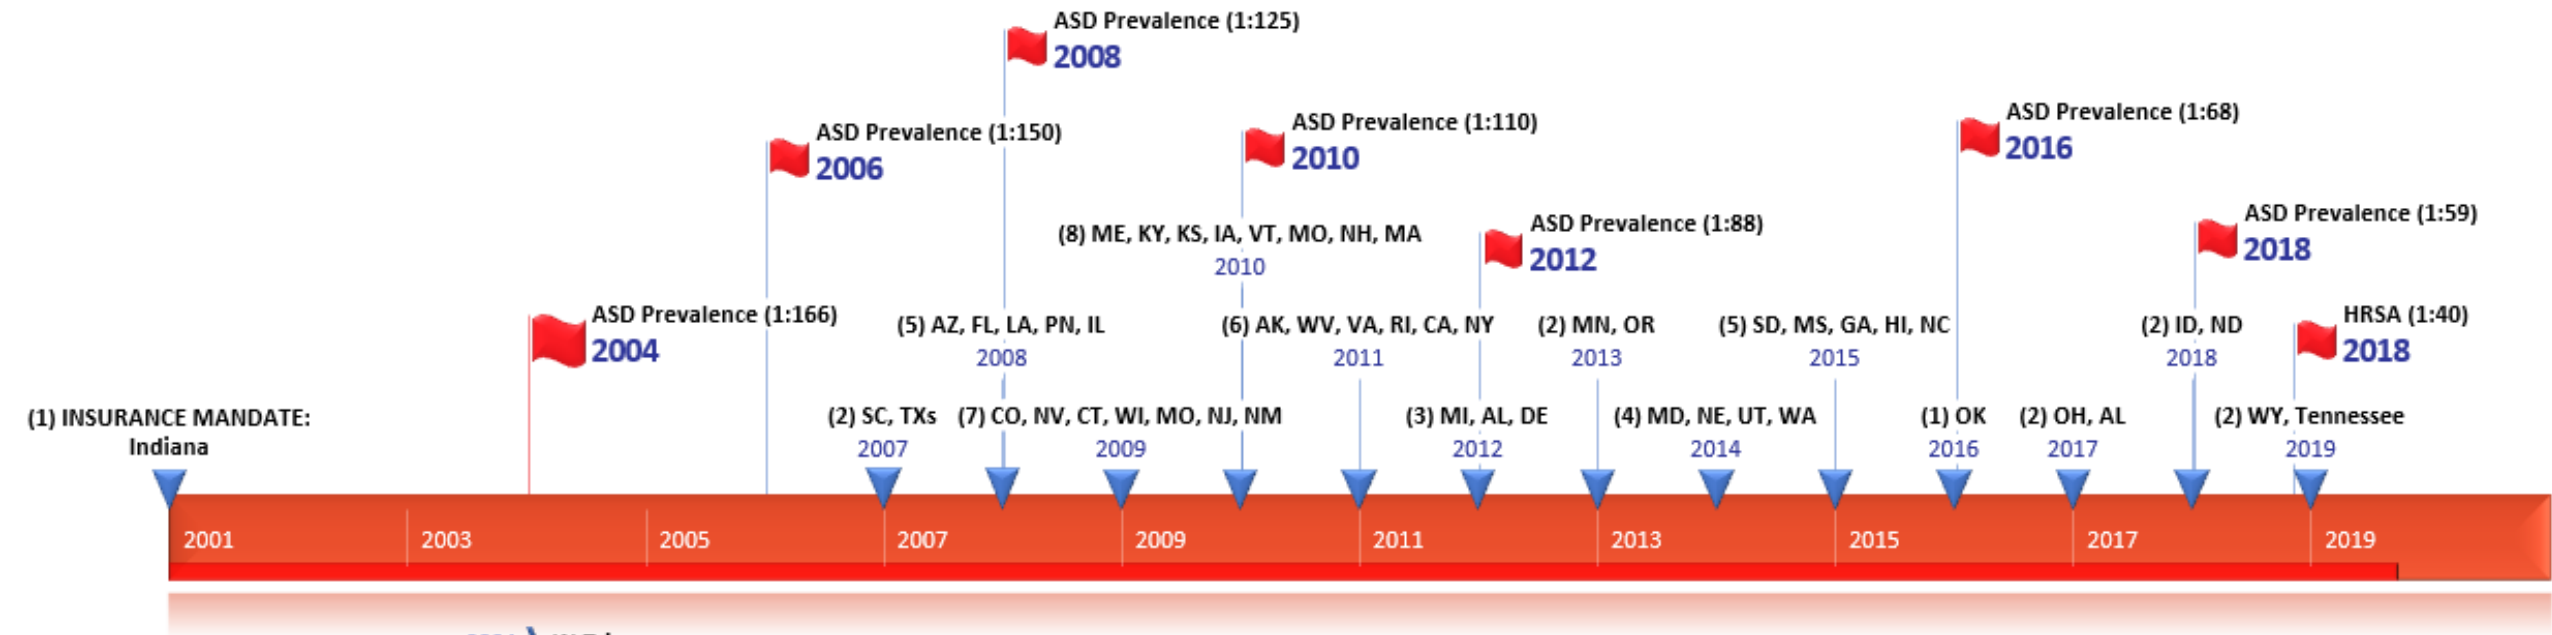 ASD Prevalence (1:125)
2008
ASD Prevalence (1:150)
2006
ASD Prevalence (1:110)
2010
ASD Prevalence (1:68)
2016
(8) ME, KY, KS, IA, VT, MO, NH, MA
2010
ASD Prevalence (1:88)
2012
ASD Prevalence (1:59)
2018
ASD Prevalence (1:166)
2004
(5) AZ, FL, LA, PN, IL
2008
(6) AK, WV, VA, RI, CA, NY
2011
(2) MN, OR
2013
(5) SD, MS, GA, HI, NC
2015
(2) ID, ND
2018
HRSA (1:40)
2018
(1) INSURANCE MANDATE:
Indiana
(2) SC, TXs
2007
(7) CO, NV, CT, WI, MO, NJ, NM
2009
(3) MI, AL, DE
2012
(4) MD, NE, UT, WA
2014
(1) OK
2016
(2) OH, AL
2017
(2) WY, Tennessee
2019
2001 2003 2005 2007 2009 2011 2013 2015 2017 2019